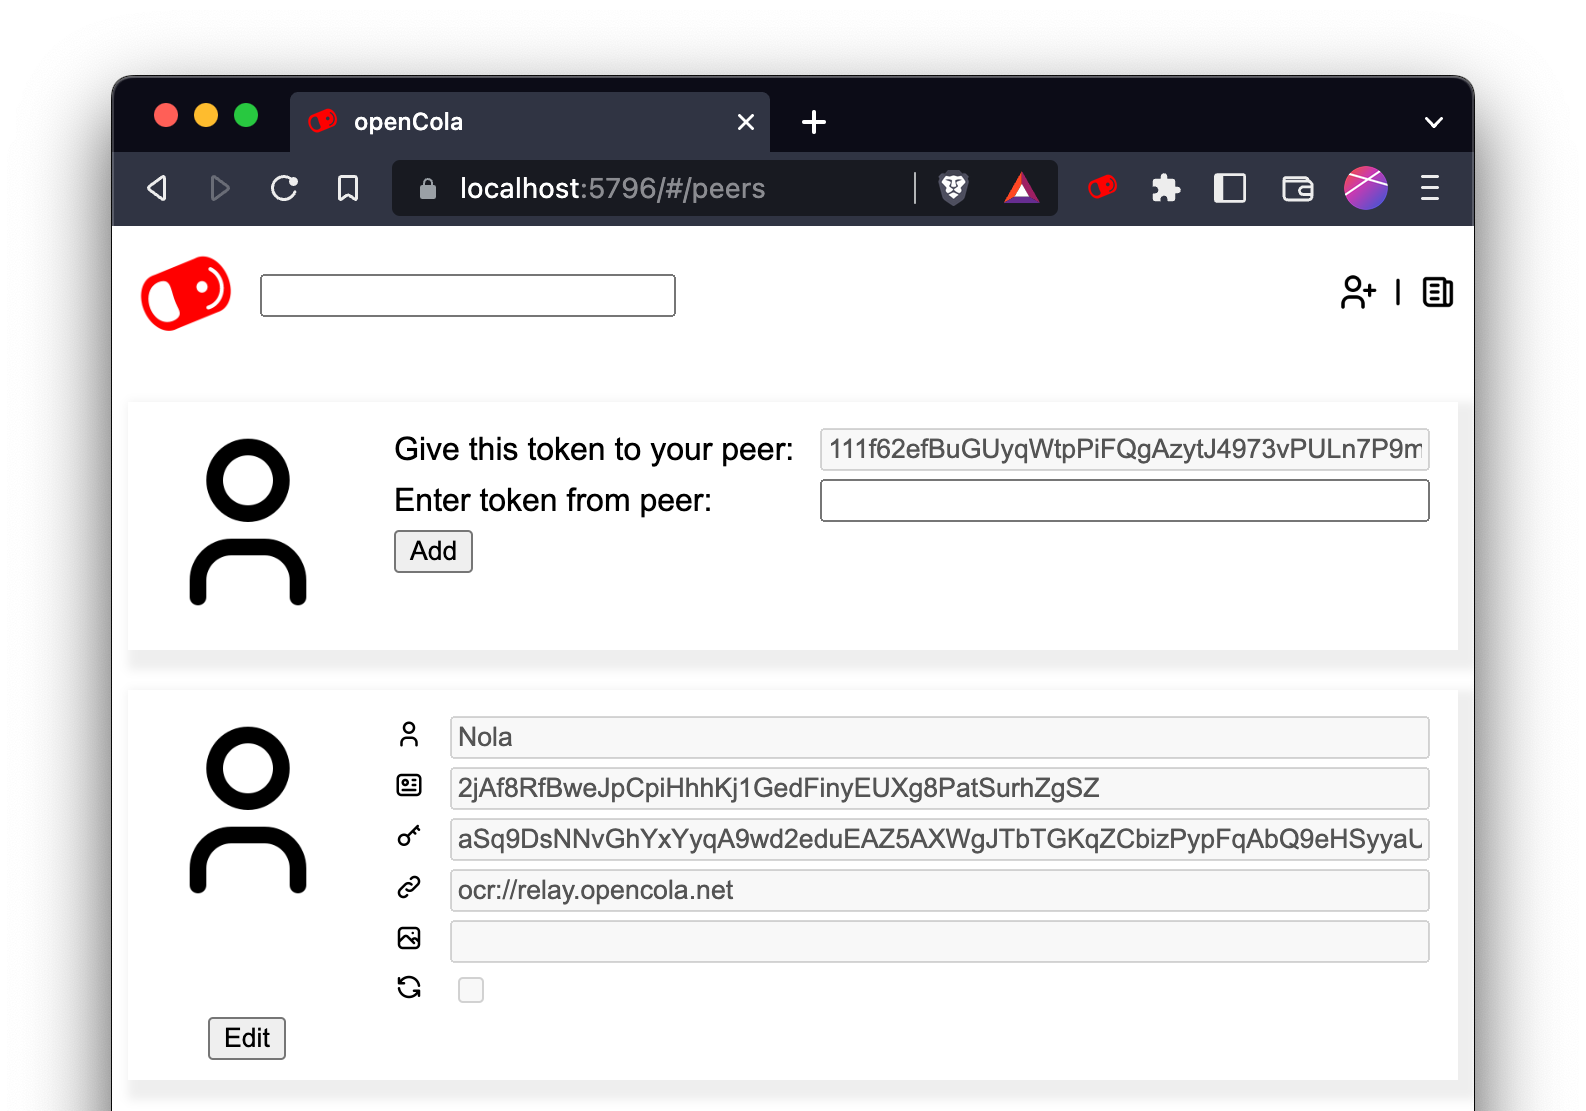 openCola
localhost:5796/#/peers
Give this token to your peer: 111f62efBuGUyqWtpPiFQgAzytJ4973vPULn7P9m
Enter token from peer:
Add
Nola
2jAf8RfBweJpCpiHhhKj1GedFinyEUXg8PatSurhZgSZ
aSq9DsNNvGhYxYyqA9wd2eduEAZ5AXWgJTbTGKqZCbizPypFqAbQ9eHSyyaU
ocr://relay.opencola.net
Edit